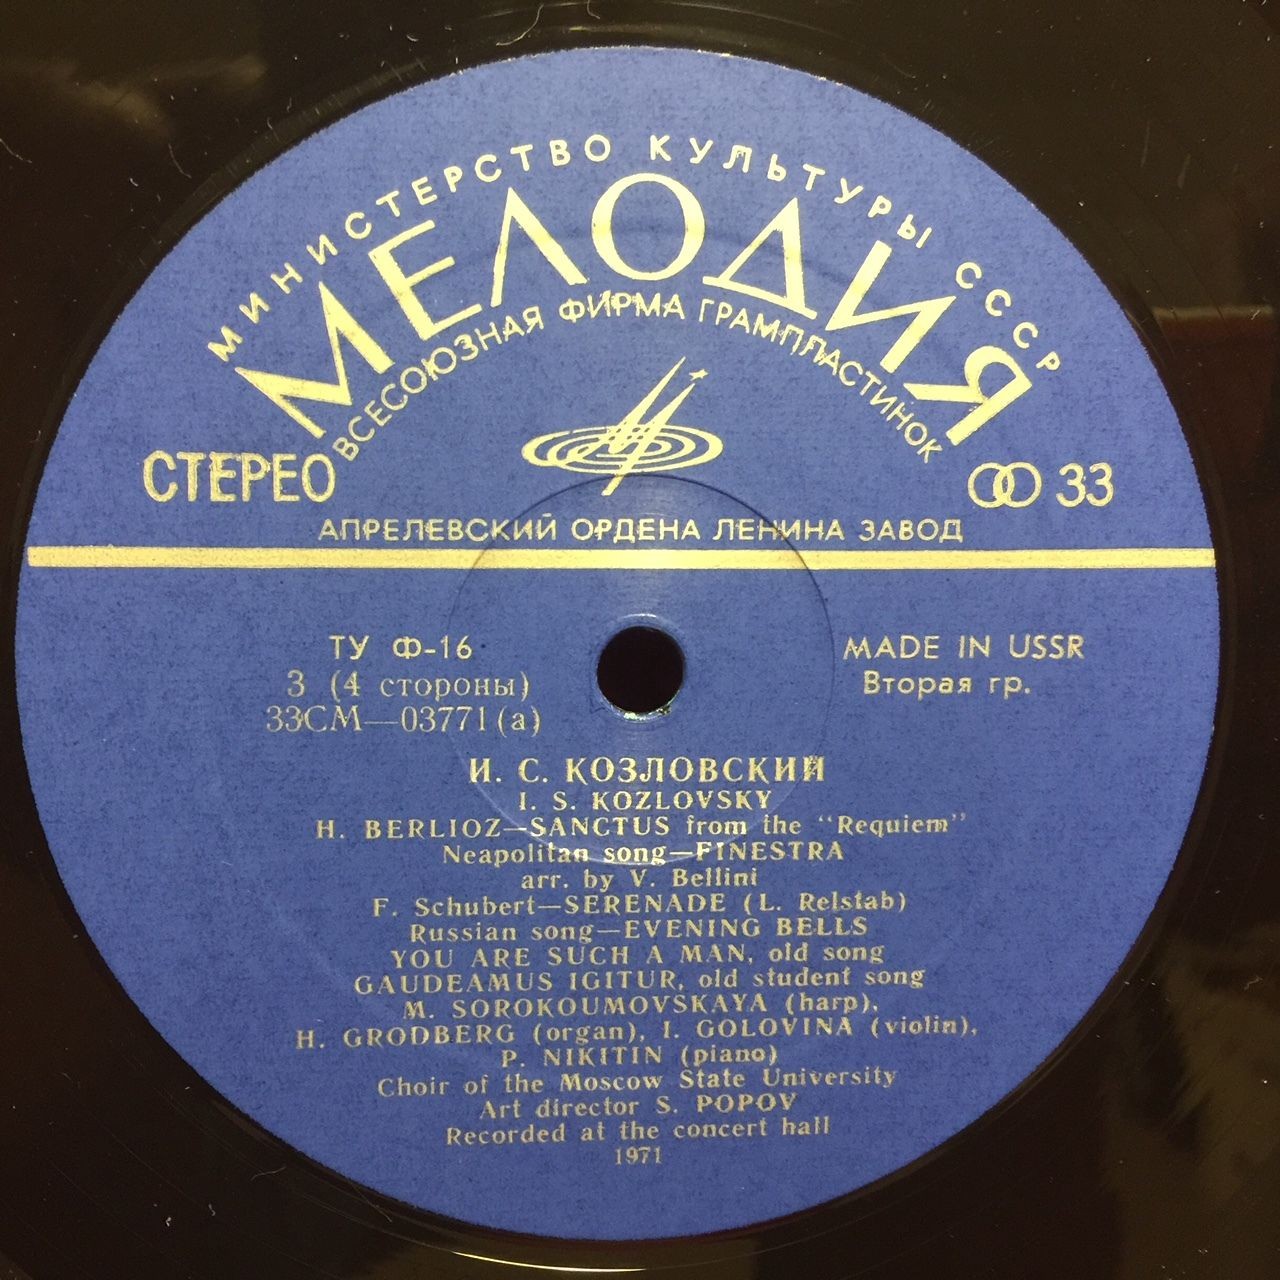 МИНИСТЕРСТВО КУЛЬТУРЫ СССР
МЕЛОДИЯ
ВСЕСОЮЗНАЯ ФИРМА ГРАМПЛАСТИНОК
СТЕРЕО
33
АПРЕЛЕВСКИЙ ОРДЕНА ЛЕНИНА ЗАВОД
ТУ Ф-16
3 (4 стороны)
33СМ—03771(а)
MADE IN USSR
Вторая гр.
И. С. КОЗЛОВСКИЙ
I. S. KOZLOVSKY
H. BERLIOZ—SANCTUS from the "Requiem"
Neapolitan song—FINESTRA
arr. by V. Bellini
F. Schubert—SERENADE (L. Relstab)
Russian song—EVENING BELLS
YOU ARE SUCH A MAN, old song
GAUDEAMUS IGITUR, old student song
M. SOROKOUMOVSKAYA (harp),
H. GRODBERG (organ), I. GOLOVINA (violin),
P. NIKITIN (piano)
Choir of the Moscow State University
Art director S. POPOV
Recorded at the concert hall
1971